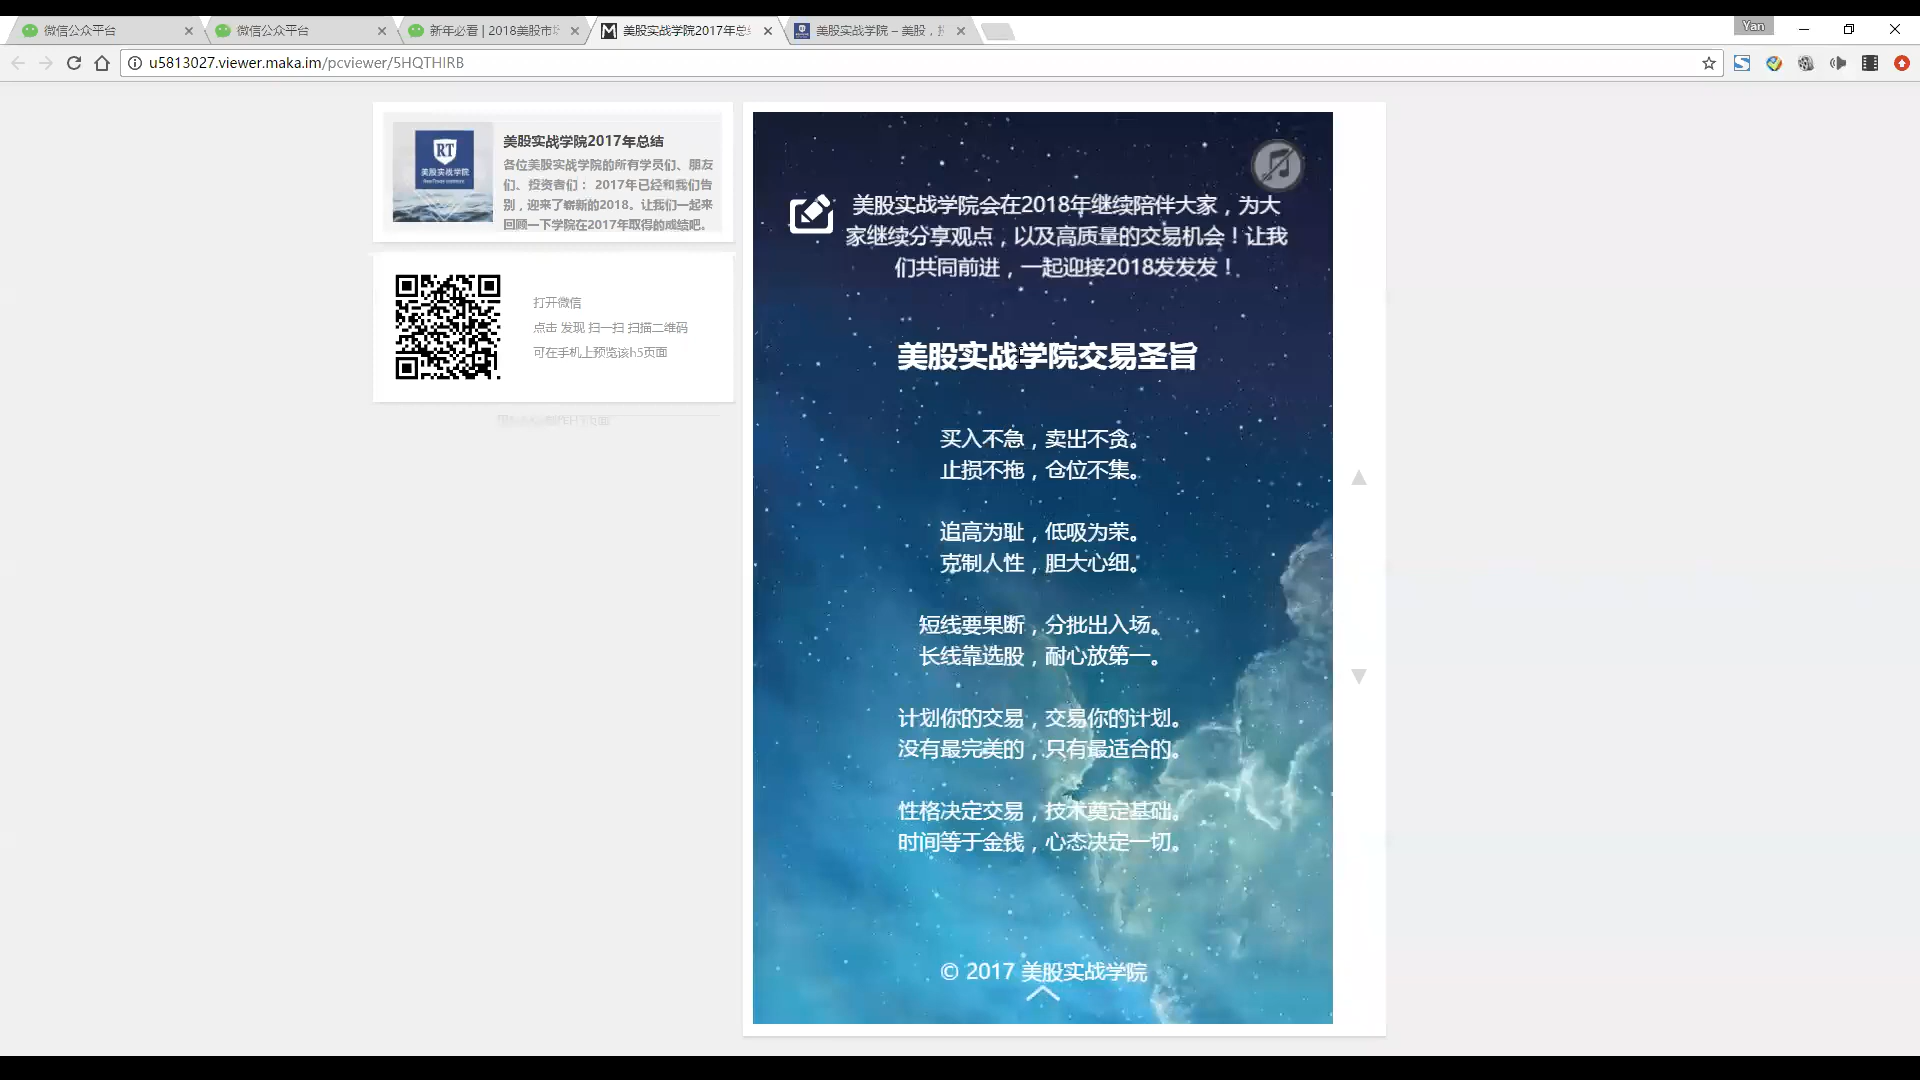 微信公众平台
微信公众平台
新年必看 | 2018美股市
美股实战学院2017年总
美股实战学院 – 美股，
Yan
u5813027.viewer.maka.im/pcviewer/5HQTHIRB
RT
美股实战学院
美股实战学院2017年总结
各位美股实战学院的所有学员们、朋友
们、投资者们： 2017年已经和我们告
别，迎来了崭新的2018。让我们一起来
回顾一下学院在2017年取得的成绩吧。
打开微信
点击 发现 扫一扫 扫描二维码
可在手机上预览该h5页面
美股实战学院会在2018年继续陪伴大家，为大
家继续分享观点，以及高质量的交易机会！让我
们共同前进，一起迎接2018发发发！
美股实战学院交易圣旨
买入不急，卖出不贪。
止损不拖，仓位不集。
追高为耻，低吸为荣。
克制人性，胆大心细。
短线要果断，分批出入场。
长线靠选股，耐心放第一。
计划你的交易，交易你的计划。
没有最完美的，只有最适合的。
性格决定交易，技术奠定基础。
时间等于金钱，心态决定一切。
© 2017 美股实战学院